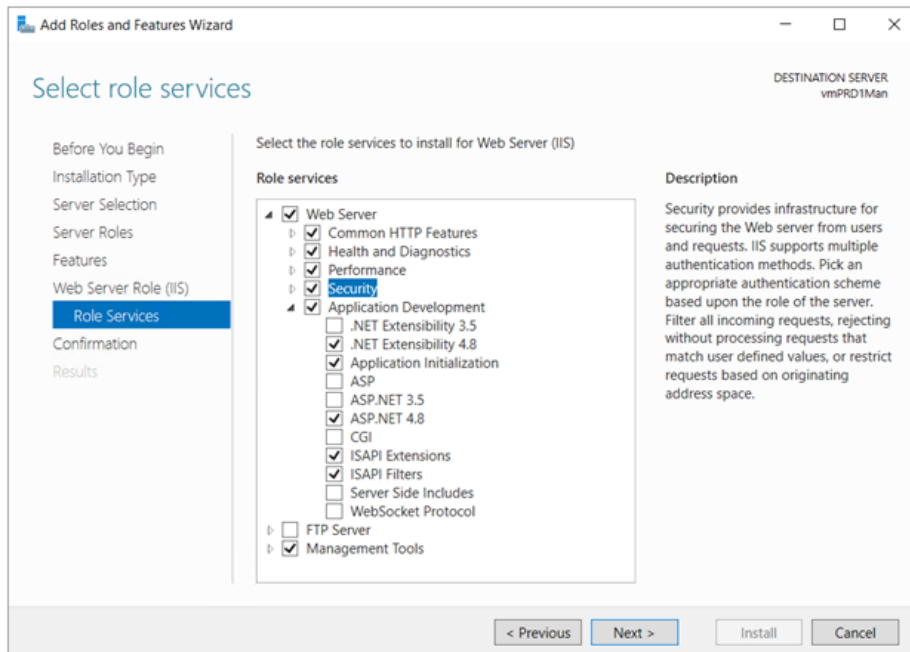 Add Roles and Features Wizard
Select role services
DESTINATION SERVER
vmPRD1Man
Before You Begin
Installation Type
Server Selection
Server Roles
Features
Web Server Role (IIS)
Role Services
Confirmation
Results
Select the role services to install for Web Server (IIS)
Role services
Web Server
Common HTTP Features
Health and Diagnostics
Performance
Security
Application Development
.NET Extensibility 3.5
.NET Extensibility 4.8
Application Initialization
ASP
ASP.NET 3.5
ASP.NET 4.8
CGI
ISAPI Extensions
ISAPI Filters
Server Side Includes
WebSocket Protocol
FTP Server
Management Tools
Description
Security provides infrastructure for
securing the Web server from users
and requests. IIS supports multiple
authentication methods. Pick an
appropriate authentication scheme
based upon the role of the server.
Filter all incoming requests, rejecting
without processing requests that
match user defined values, or restrict
requests based on originating
address space.
< Previous
Next >
Install
Cancel